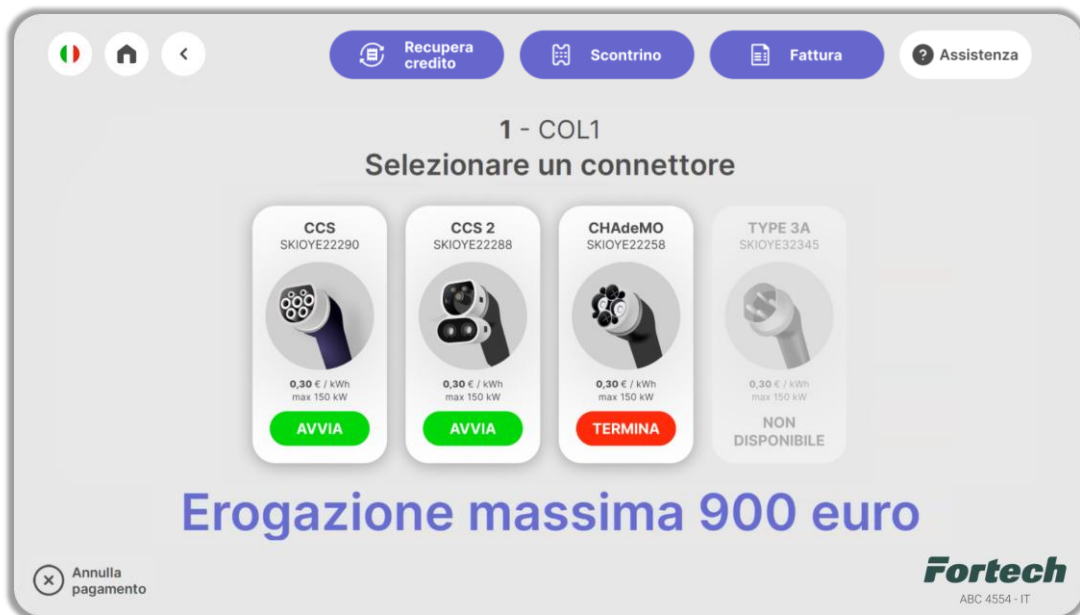 Recupera
credito
Scontrino
Fattura
? Assistenza
1 - COL1
Selezionare un connettore
CCS
SKIOYE22290
0,30 € / kWh
max 150 kW
AVVIA
CCS 2
SKIOYE22288
0,30 € / kWh
max 150 kW
AVVIA
CHAdeMO
SKIOYE22258
0,30 € / kWh
max 150 kW
TERMINA
TYPE 3A
SKIOYE32345
0,30 € / kWh
max 150 kW
NON
DISPONIBILE
Erogazione massima 900 euro
Annulla
pagamento
Fortech
ABC 4554 - IT